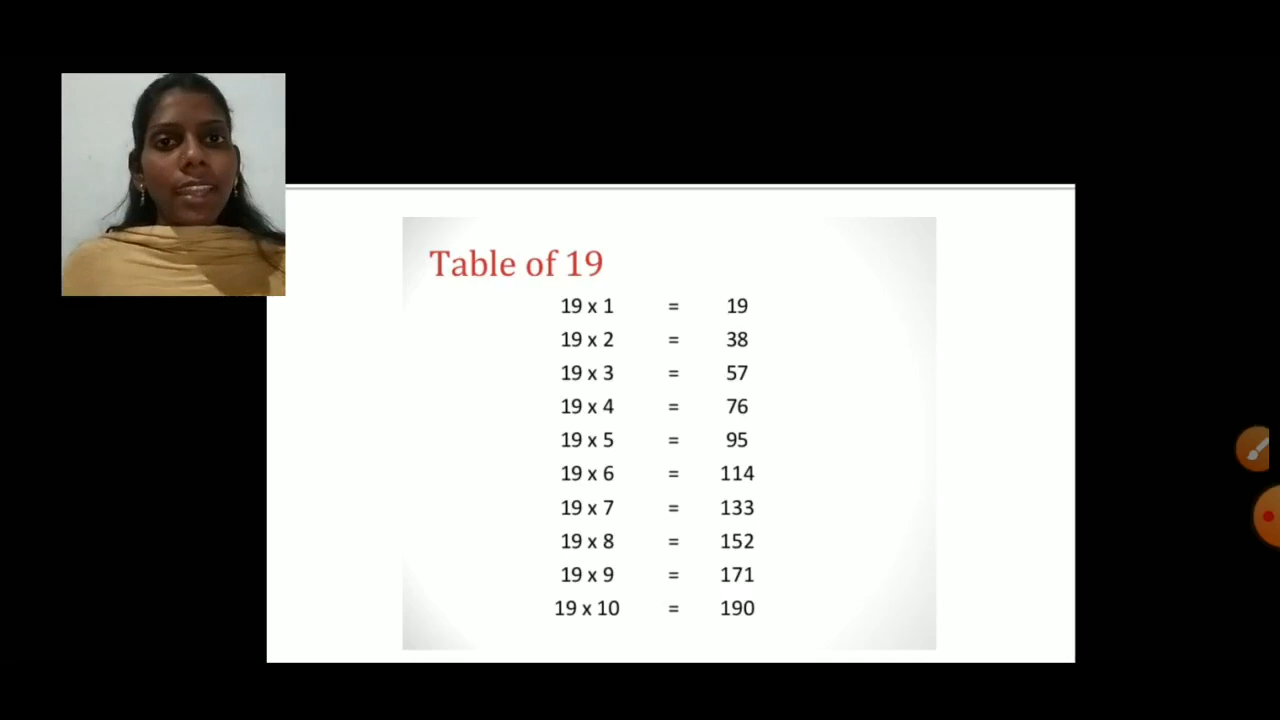 Table of 19
19 x 1 = 19
19 x 2 = 38
19 x 3 = 57
19 x 4 = 76
19 x 5 = 95
19 x 6 = 114
19 x 7 = 133
19 x 8 = 152
19 x 9 = 171
19 x 10 = 190